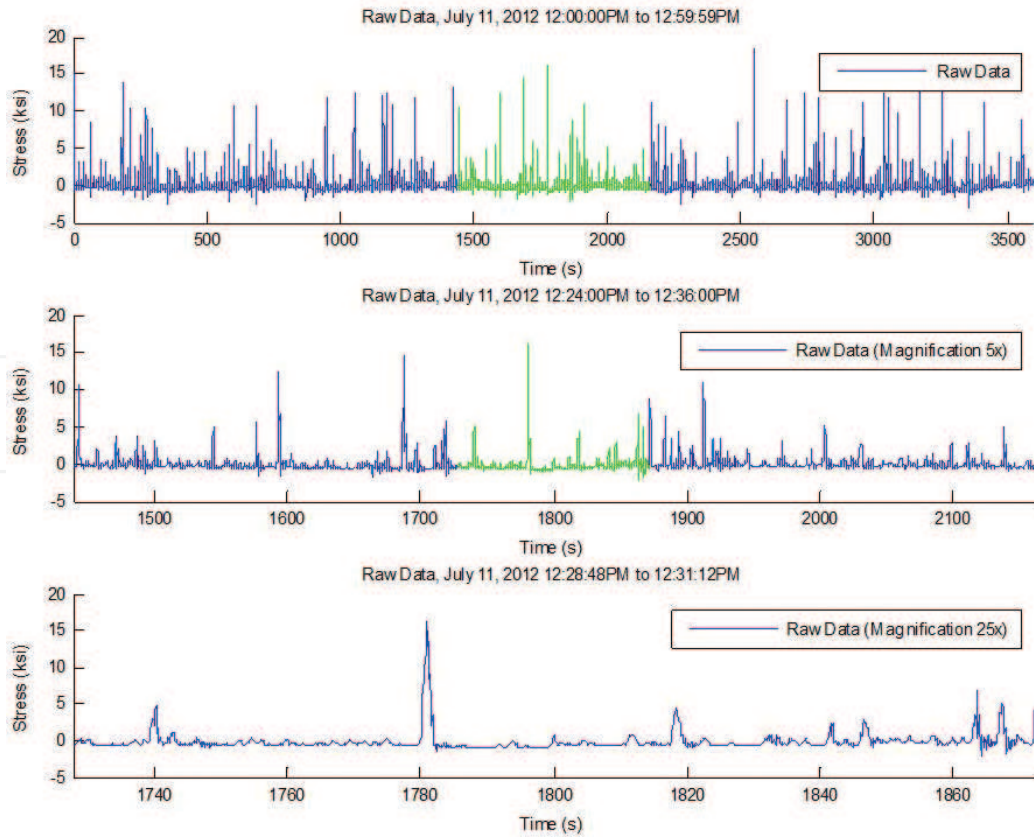 Raw Data, July 11, 2012 12:00:00PM to 12:59:59PM
20
15
10
5
0
-5
Stress (ksi)
Raw Data
0 500 1000 1500 2000 2500 3000 3500
Time (s)
Raw Data, July 11, 2012 12:24:00PM to 12:36:00PM
20
15
10
5
0
-5
Stress (ksi)
Raw Data (Magnification 5x)
1500 1600 1700 1800 1900 2000 2100
Time (s)
Raw Data, July 11, 2012 12:28:48PM to 12:31:12PM
20
15
10
5
0
-5
Stress (ksi)
Raw Data (Magnification 25x)
1740 1760 1780 1800 1820 1840 1860
Time (s)